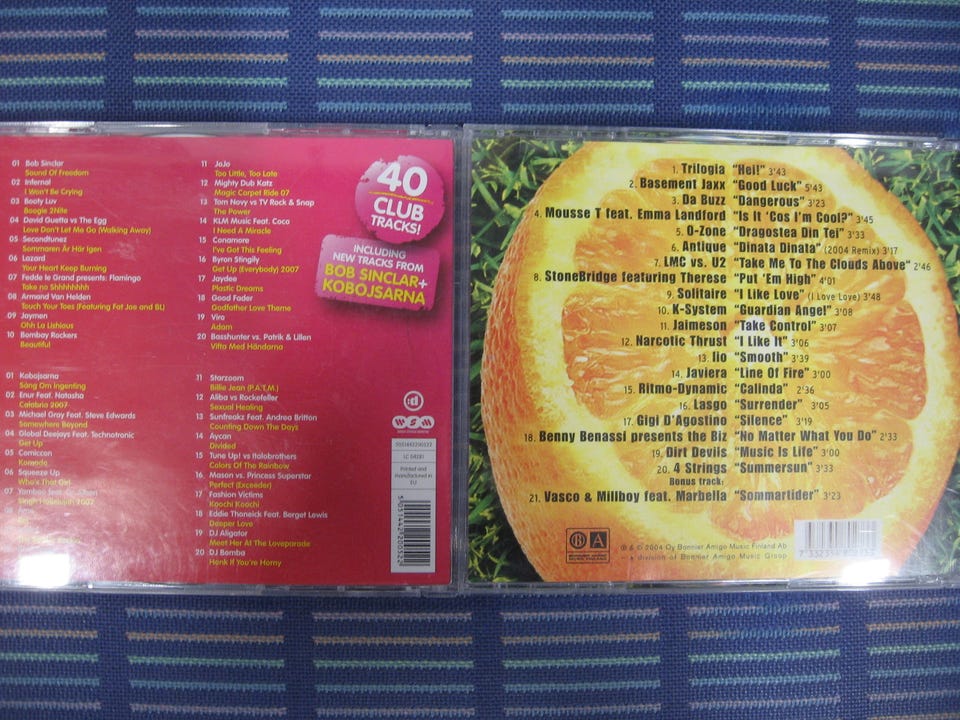 01 Bob Sinclar
Sound Of Freedom
02 Infernal
I Won't Be Crying
03 Booty Luv
Boogie 2Nite
04 David Guetta vs The Egg
Love Don't Let Me Go (Walking Away)
05 Secondtunez
Sommaren Är Här Igen
06 Lazard
Your Heart Keep Burning
07 Fedde le Grand presents: Flamingo
Take no Shhhhhhhh
08 Armand Van Helden
Touch Your Toes (Featuring Fat Joe and BL)
09 Jaymen
Ohh La Lishious
10 Bombay Rockers
Beautiful
11 JoJo
Too Little, Too Late
12 Mighty Dub Katz
Magic Carpet Ride 07
13 Tom Novy vs TV Rock & Snap
The Power
14 KLM Music Feat. Coco
I Need A Miracle
15 Conamore
I've Got This Feeling
16 Byron Stingily
Get Up (Everybody) 2007
17 Jaydee
Plastic Dreams
18 Good Fader
Godfather Love Theme
19 Vira
Adam
20 Basshunter vs. Patrik & Lillen
Vifta Med Händarna
40
CLUB
TRACKS!
INCLUDING
NEW TRACKS FROM
BOB SINCLAR+
KOBOJSARNA
01 Kobojsarna
Sång Om Ingenting
02 Enur Feat. Natasha
Calabria 2007
03 Michael Gray Feat. Steve Edwards
Somewhere Beyond
04 Global Deejays Feat. Technotronic
Get Up
05 Comiccon
Komodo
06 Squeeze Up
Who's That Girl
07 Yamboo feat. Dr. Alban
Sing Hallelujah 2007
08
11 Starzoom
Billie Jean (P.A.T.M.)
12 Aliba vs Rockefeller
Sexual Healing
13 Sunfreakz Feat. Andrea Britton
Counting Down The Days
14 Aycan
Divided
15 Tune Up! vs Italobrothers
Colors Of The Rainbow
16 Mason vs. Princess Superstar
Perfect (Exceeder)
17 Fashion Victims
Koochi Koochi
18 Eddie Thoneick Feat. Berget Lewis
Deeper Love
19 DJ Aligator
Meet Her At The Loveparade
20 DJ Bomba
Henk If You're Horny
WSM
Printed and
manufactured in
EU
1. Trilogia "Hei!" 3'43
2. Basement Jaxx "Good Luck" 5'43
3. Da Buzz "Dangerous" 3'23
4. Mousse T feat. Emma Landford "Is It 'Cos I'm Cool?" 3'45
5. O-Zone "Dragostea Din Tei" 3'33
6. Antique "Dinata Dinata" (2004 Remix) 3'17
7. LMC vs. U2 "Take Me To The Clouds Above" 2'46
8. StoneBridge featuring Therese "Put 'Em High" 4'01
9. Solitaire "I Like Love" (I Love Love) 3'48
10. K-System "Guardian Angel" 3'08
11. Jaimeson "Take Control" 3'07
12. Narcotic Thrust "I Like It" 3'06
13. Iio "Smooth" 3'39
14. Javiera "Line Of Fire" 3'00
15. Ritmo-Dynamic "Calinda" 2'36
16. Lasgo "Surrender" 3'05
17. Gigi D'Agostino "Silence" 3'19
18. Benny Benassi presents the Biz "No Matter What You Do" 2'33
19. Dirt Devils "Music Is Life" 3'00
20. 4 Strings "Summersun" 3'33
Bonus track:
21. Vasco & Millboy feat. Marbella "Sommartider" 3'23
B A
℗ & © 2004 Oy Bonnier Amigo Music Finland Ab
- a division of Bonnier Amigo Music Group